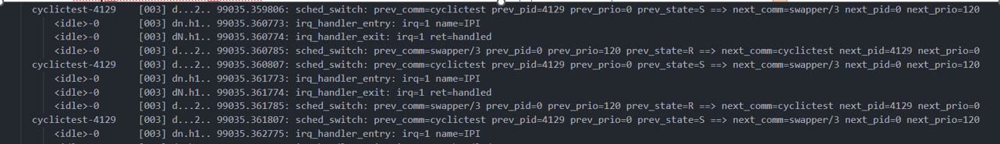 cyclictest-4129 [003] d...2.. 99035.359806: sched_switch: prev_comm=cyclictest prev_pid=4129 prev_prio=0 prev_state=S ==> next_comm=swapper/3 next_pid=0 next_prio=120
<idle>-0 [003] dn.h1.. 99035.360773: irq_handler_entry: irq=1 name=IPI
<idle>-0 [003] dN.h1.. 99035.360774: irq_handler_exit: irq=1 ret=handled
<idle>-0 [003] d...2.. 99035.360785: sched_switch: prev_comm=swapper/3 prev_pid=0 prev_prio=120 prev_state=R ==> next_comm=cyclictest next_pid=4129 next_prio=0
cyclictest-4129 [003] d...2.. 99035.360807: sched_switch: prev_comm=cyclictest prev_pid=4129 prev_prio=0 prev_state=S ==> next_comm=swapper/3 next_pid=0 next_prio=120
<idle>-0 [003] dn.h1.. 99035.361773: irq_handler_entry: irq=1 name=IPI
<idle>-0 [003] dN.h1.. 99035.361774: irq_handler_exit: irq=1 ret=handled
<idle>-0 [003] d...2.. 99035.361785: sched_switch: prev_comm=swapper/3 prev_pid=0 prev_prio=120 prev_state=R ==> next_comm=cyclictest next_pid=4129 next_prio=0
cyclictest-4129 [003] d...2.. 99035.361807: sched_switch: prev_comm=cyclictest prev_pid=4129 prev_prio=0 prev_state=S ==> next_comm=swapper/3 next_pid=0 next_prio=120
<idle>-0 [003] dn.h1.. 99035.362775: irq_handler_entry: irq=1 name=IPI